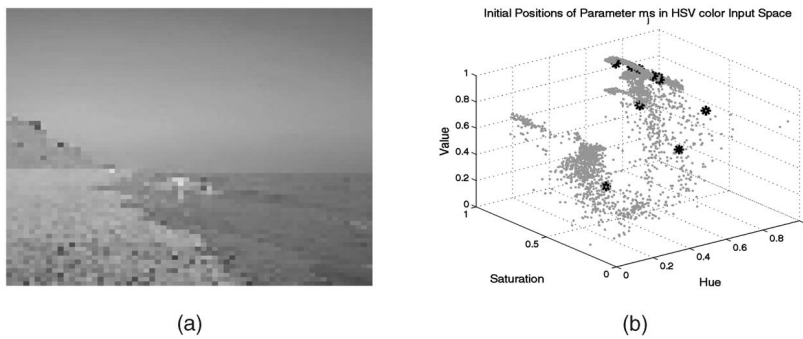 Initial Positions of Parameter msj in HSV color Input Space
1
0.8
0.6
0.4
0.2
0
Value
1
0.5
0
Saturation
0
0.2
0.4
0.6
0.8
Hue
(a)
(b)